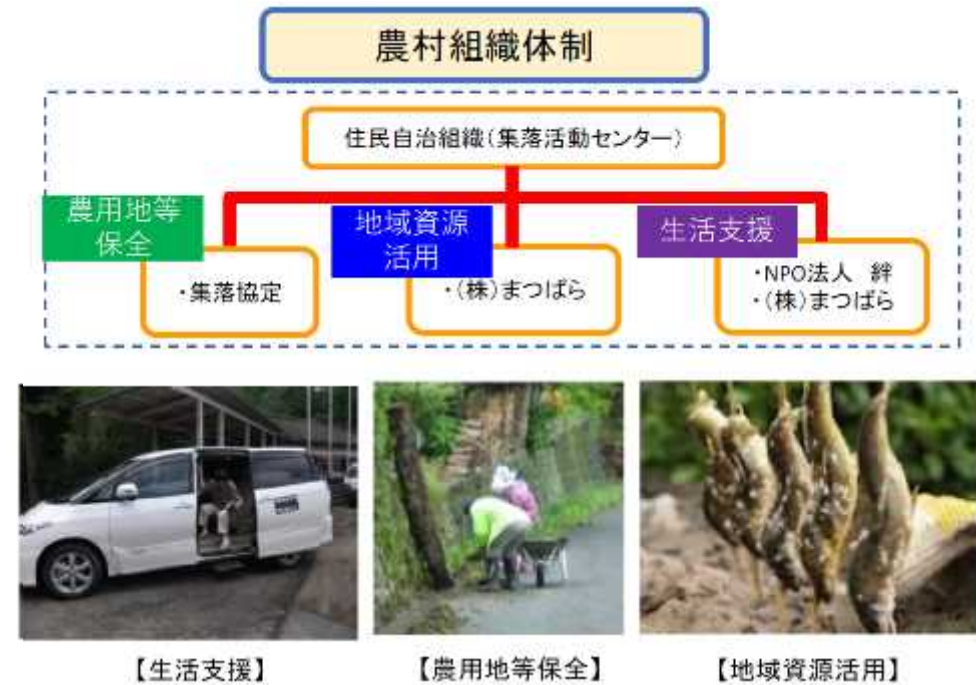 農村組織体制
住民自治組織(集落活動センター)
農用地等
保全
・集落協定
地域資源
活用
・(株)まつばら
生活支援
・NPO法人 絆
・(株)まつばら
【生活支援】
【農用地等保全】
【地域資源活用】